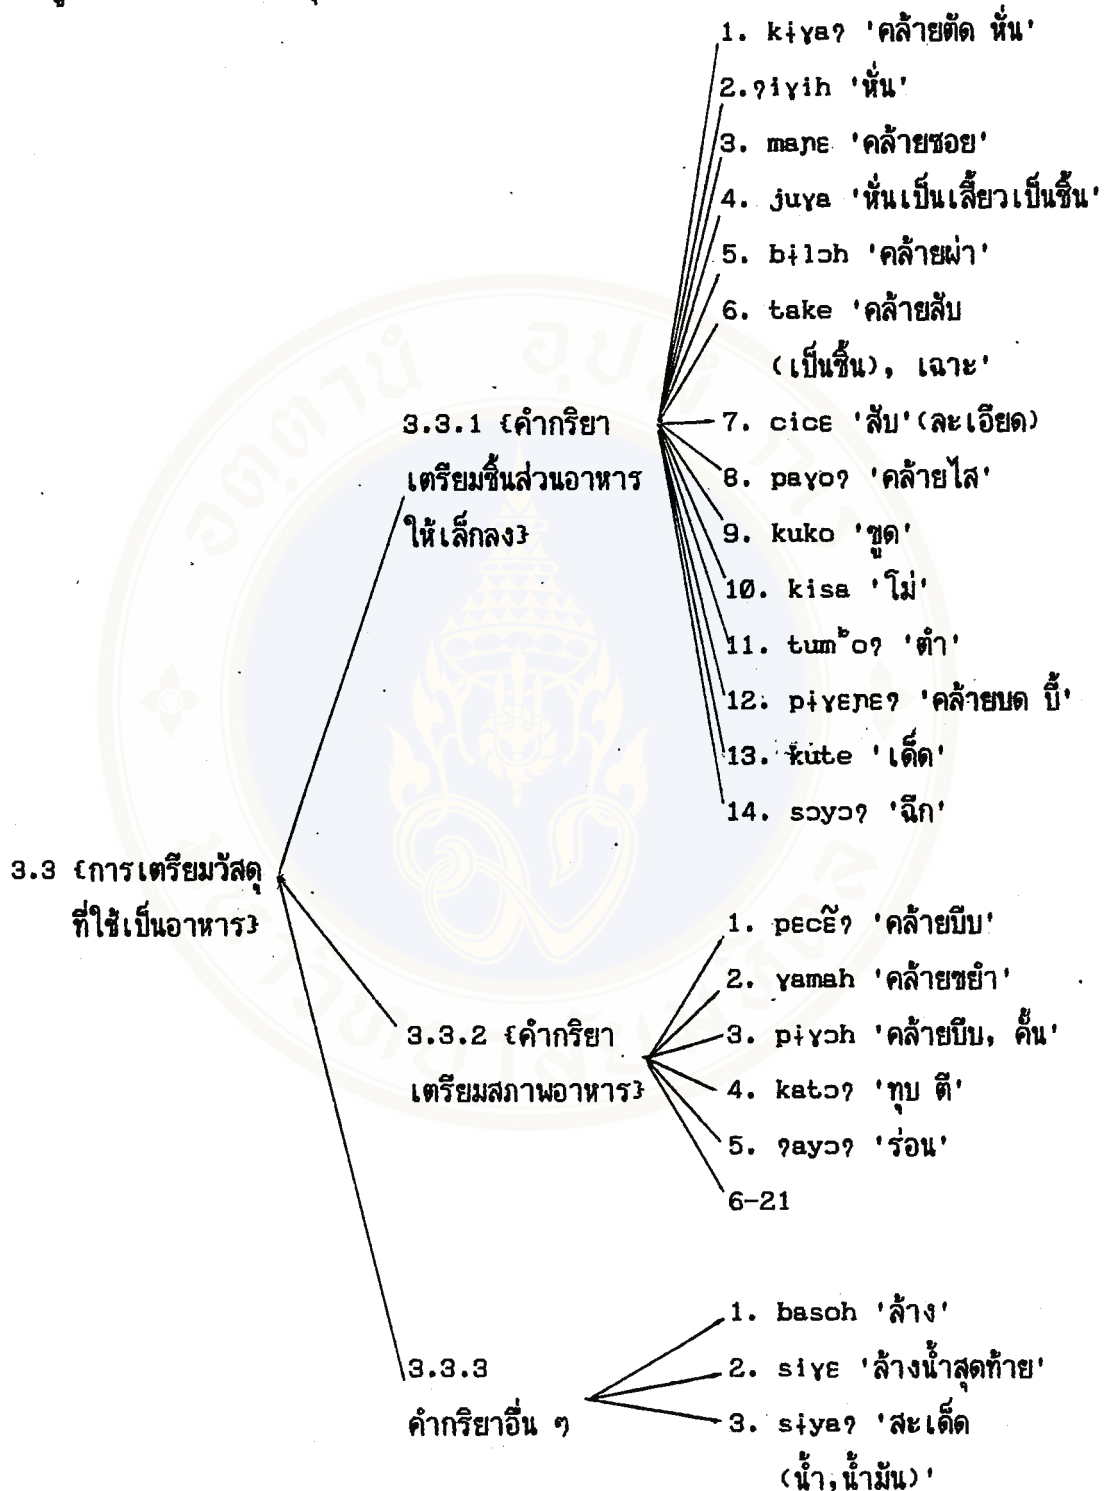 1. kɨɣaʔ 'คล้ายตัด หั่น'
2.ʔiɣih 'หั่น'
3. maɲɛ 'คล้ายซอย'
4. juɣa 'หั่นเป็นเสี้ยวเป็นชิ้น'
5. bɨlɔh 'คล้ายผ่า'
6. take 'คล้ายสับ
(เป็นชิ้น), เฉาะ'
3.3.1 {คำกริยา
เตรียมชิ้นส่วนอาหาร
ให้เล็กลง}
7. cicɛ 'สับ'(ละเอียด)
8. paɣoʔ 'คล้ายไส'
9. kuko 'ขูด'
10. kisa 'โม่'
11. tumᵇoʔ 'ตำ'
12. pɨɣɛɲɛʔ 'คล้ายบด บี้'
13. kute 'เด็ด'
14. sɔyɔʔ 'ฉีก'
3.3 {การเตรียมวัสดุ
ที่ใช้เป็นอาหาร}
1. pɛcɛ̃ʔ 'คล้ายบีบ'
2. ɣamah 'คล้ายขยำ'
3.3.2 {คำกริยา
เตรียมสภาพอาหาร}
3. pɨɣɔh 'คล้ายบีบ, คั้น'
4. katɔʔ 'ทุบ ตี'
5. ʔayɔʔ 'ร่อน'
6-21
3.3.3
คำกริยาอื่น ๆ
1. basoh 'ล้าง'
2. siɣɛ 'ล้างน้ำสุดท้าย'
3. sɨyaʔ 'สะเด็ด
(น้ำ,น้ำมัน)'